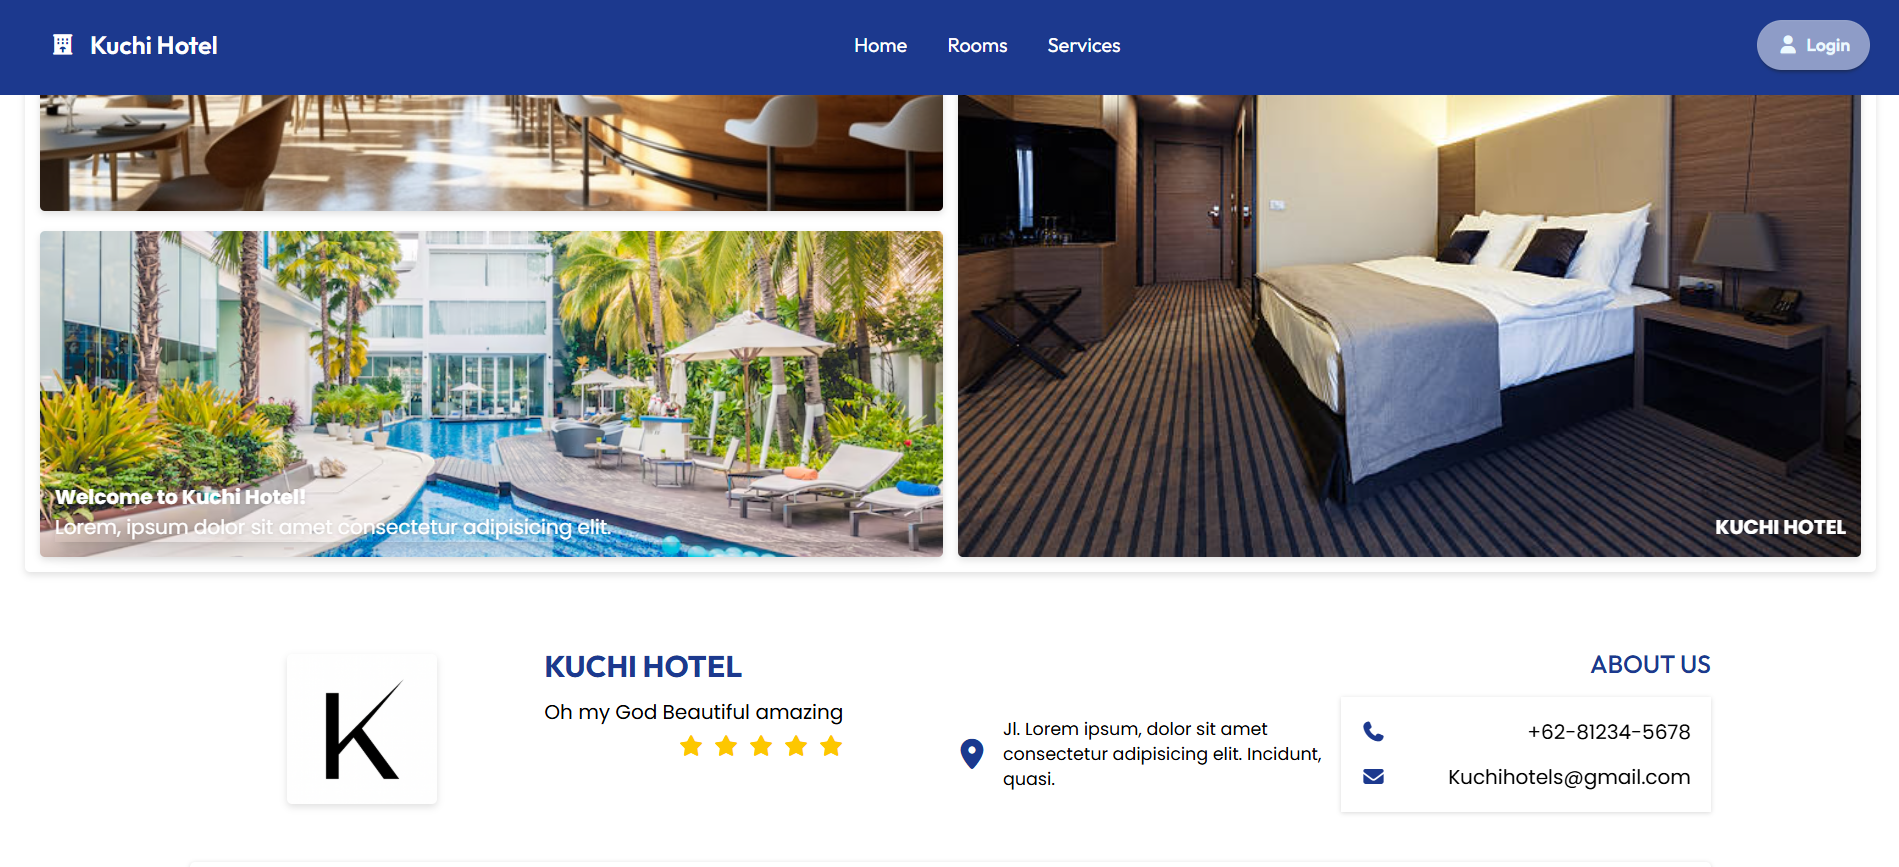 Kuchi Hotel
Home
Rooms
Services
Login
Welcome to Kuchi Hotel!
Lorem, ipsum dolor sit amet consectetur adipisicing elit.
KUCHI HOTEL
K
KUCHI HOTEL
Oh my God Beautiful amazing
Jl. Lorem ipsum, dolor sit amet
consectetur adipisicing elit. Incidunt,
quasi.
ABOUT US
+62-81234-5678
Kuchihotels@gmail.com